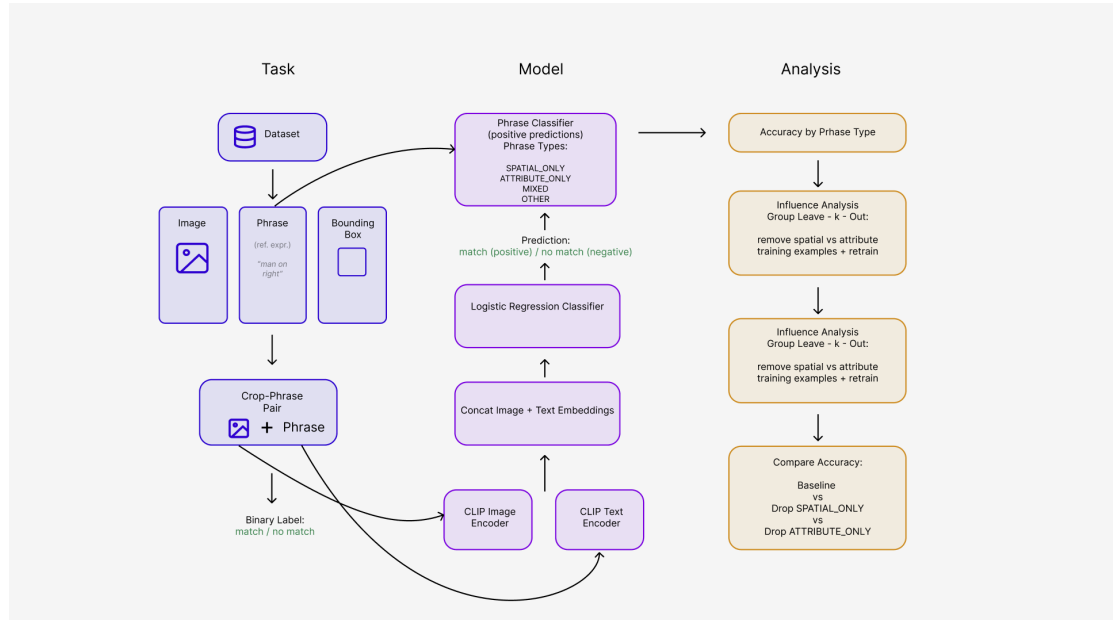 Task
Dataset
Image
Phrase
(ref. expr.)
"man on
right"
Bounding
Box
Crop-Phrase
Pair
+ Phrase
Binary Label:
match / no match
Model
Phrase Classifier
(positive predictions)
Phrase Types:
SPATIAL_ONLY
ATTRIBUTE_ONLY
MIXED
OTHER
Prediction:
match (positive) / no match (negative)
Logistic Regression Classifier
Concat Image + Text Embeddings
CLIP Image
Encoder
CLIP Text
Encoder
Analysis
Accuracy by Prhase Type
Influence Analysis
Group Leave - k - Out:
remove spatial vs attribute
training examples + retrain
Influence Analysis
Group Leave - k - Out:
remove spatial vs attribute
training examples + retrain
Compare Accuracy:
Baseline
vs
Drop SPATIAL_ONLY
vs
Drop ATTRIBUTE_ONLY